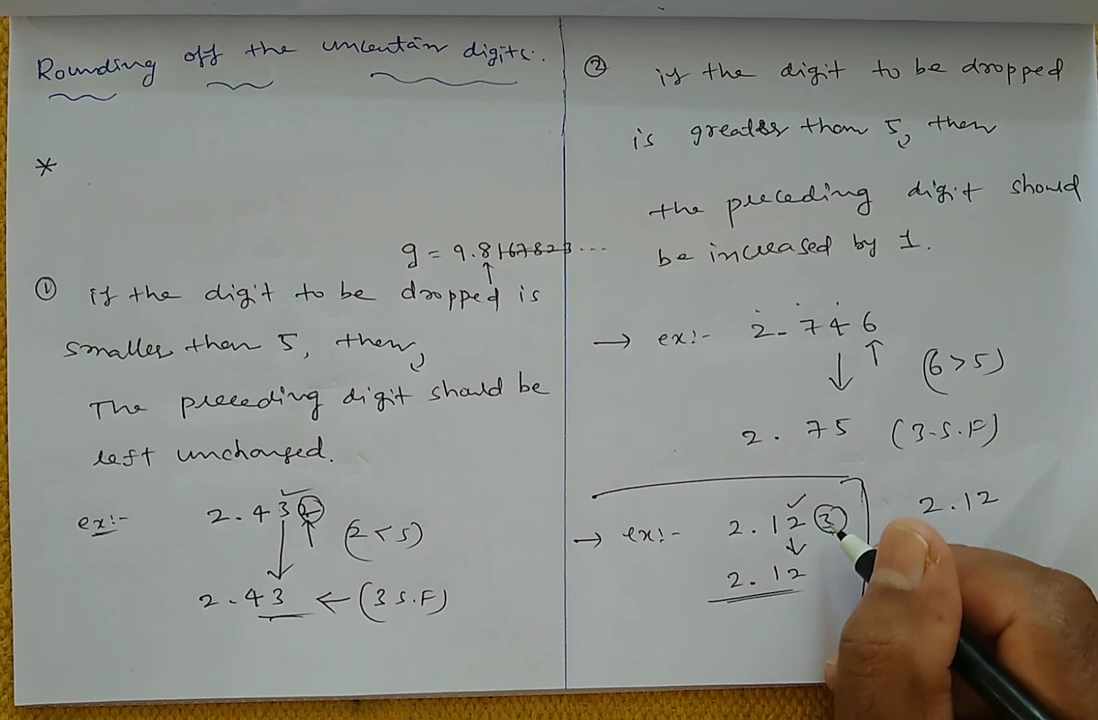 Rounding off the uncertain digits.
*
g = 9.8167823...
↑
① if the digit to be dropped is
smaller than 5, then,
The preceding digit should be
left unchanged.
ex:- 2.432 (2<5)
2.43 ← (3 S.F)
② if the digit to be dropped
is greater than 5, then
the preceding digit should
be increased by 1.
→ ex:- 2.746
↑ (6>5)
2.75 (3.S.F)
→ ex:- 2.123 2.12
2.12